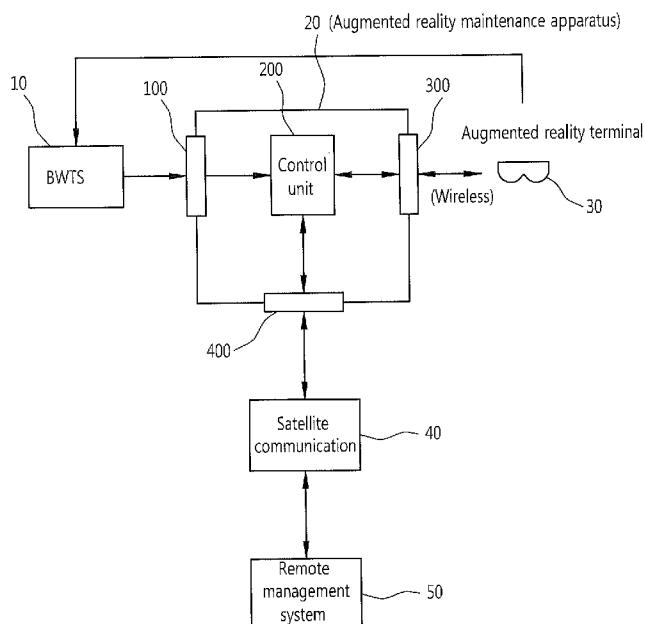 20 (Augmented reality maintenance apparatus)
10
100
200
300
Augmented reality terminal
BWTS
Control
unit
(Wireless)
30
400
Satellite
communication
40
Remote
management
system
50